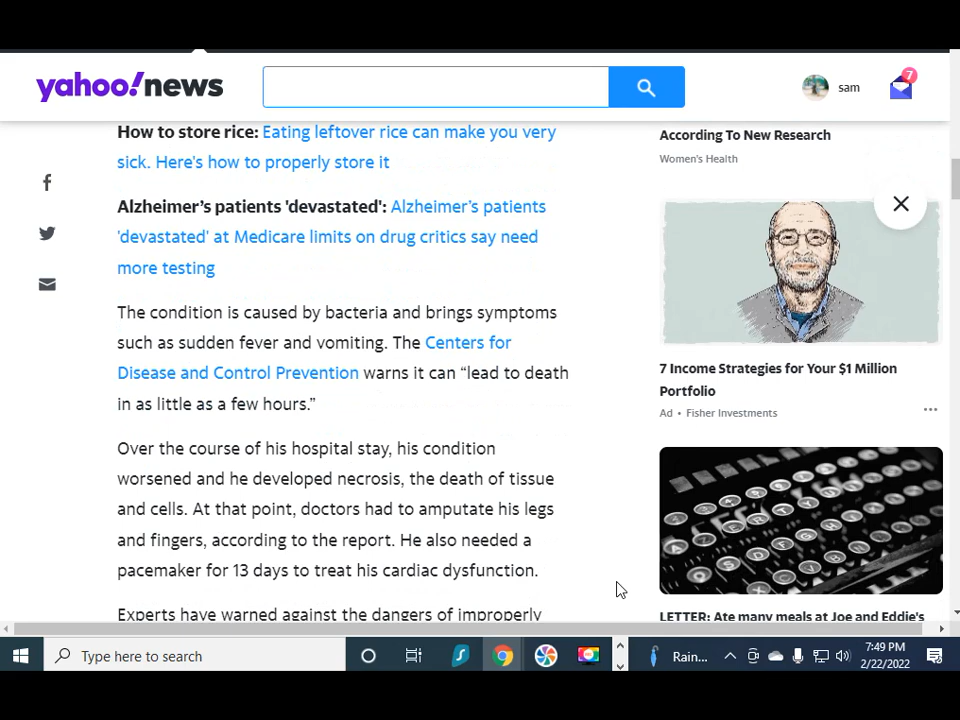 yahoo!news
sam
7
How to store rice: Eating leftover rice can make you very
sick. Here's how to properly store it
Alzheimer’s patients 'devastated': Alzheimer’s patients
'devastated' at Medicare limits on drug critics say need
more testing
The condition is caused by bacteria and brings symptoms
such as sudden fever and vomiting. The Centers for
Disease and Control Prevention warns it can “lead to death
in as little as a few hours.”
Over the course of his hospital stay, his condition
worsened and he developed necrosis, the death of tissue
and cells. At that point, doctors had to amputate his legs
and fingers, according to the report. He also needed a
pacemaker for 13 days to treat his cardiac dysfunction.
Experts have warned against the dangers of improperly
According To New Research
Women's Health
7 Income Strategies for Your $1 Million
Portfolio
Ad • Fisher Investments
LETTER: Ate many meals at Joe and Eddie's
Type here to search
Rain...
7:49 PM
2/22/2022